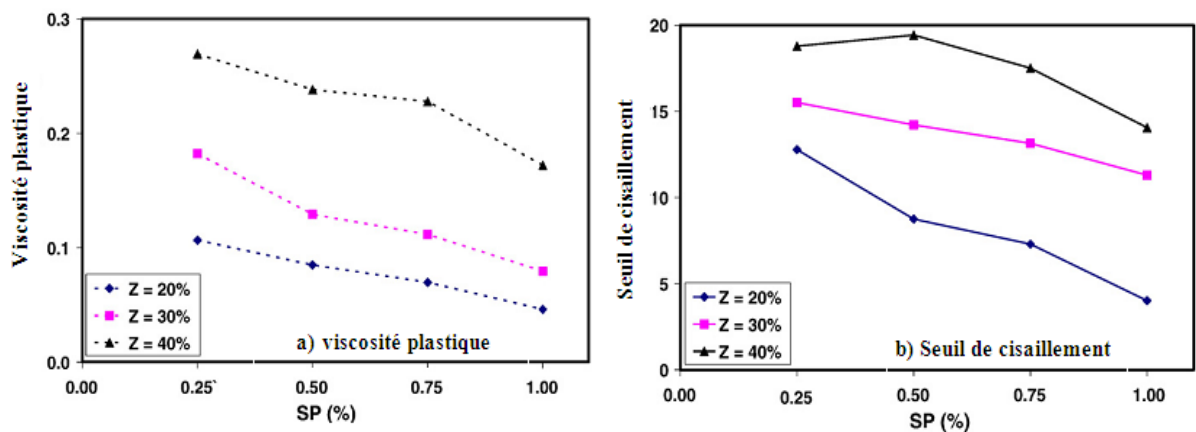 0.3
0.2
0.1
0.0
Viscosité plastique
Z = 20%
Z = 30%
Z = 40%
a) viscosité plastique
0.00
0.25`
0.50
0.75
1.00
SP (%)
20
15
10
5
0
Seuil de cisaillement
Z = 20%
Z = 30%
Z = 40%
b) Seuil de cisaillement
0.00
0.25
0.50
0.75
1.00
SP (%)